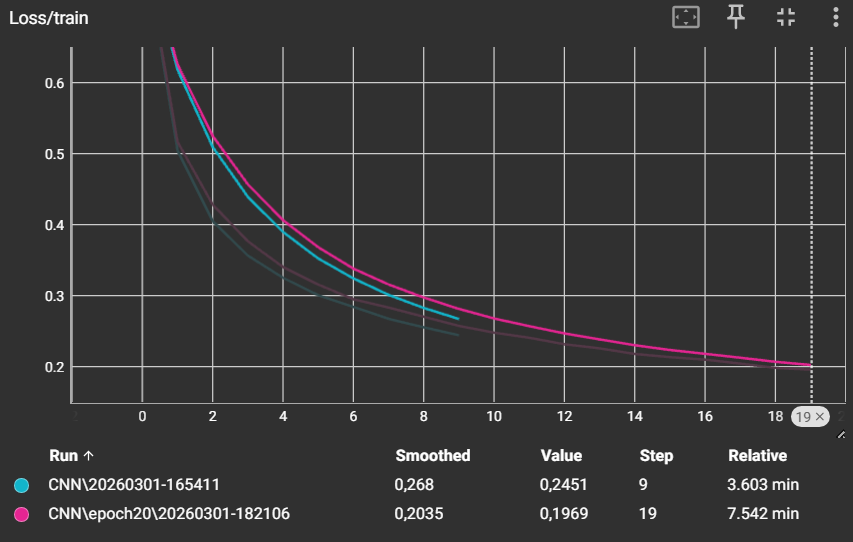 Loss/train
0.6
0.5
0.4
0.3
0.2
0 2 4 6 8 10 12 14 16 18 19 ×
Run ↑ Smoothed Value Step Relative
CNN\20260301-165411 0,268 0,2451 9 3.603 min
CNN\epoch20\20260301-182106 0,2035 0,1969 19 7.542 min